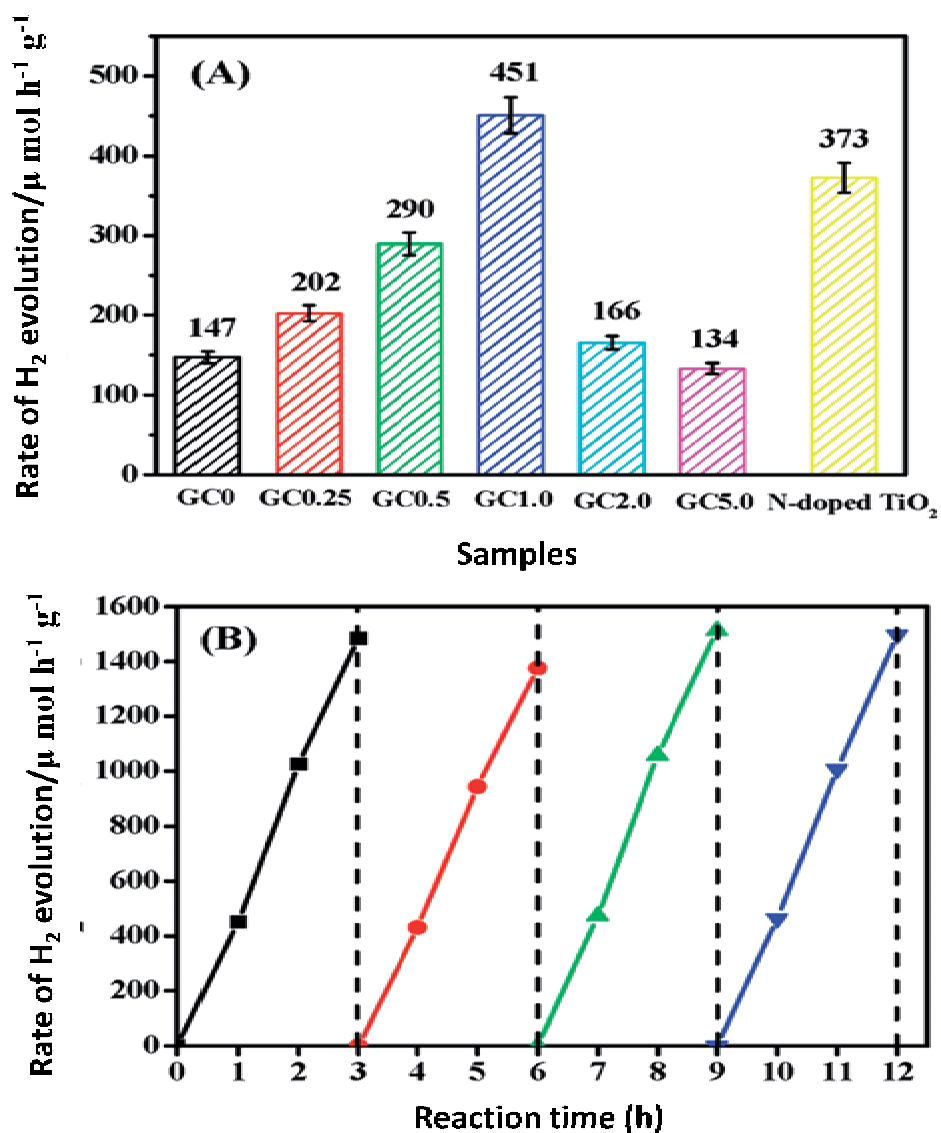 (A)
Rate of H₂ evolution/μ mol h⁻¹ g⁻¹
500
400
300
200
100
0
147
202
290
451
166
134
373
GC0 GC0.25 GC0.5 GC1.0 GC2.0 GC5.0 N-doped TiO₂
Samples
(B)
Rate of H₂ evolution/μ mol h⁻¹ g⁻¹
1600
1400
1200
1000
800
600
400
200
0
0 1 2 3 4 5 6 7 8 9 10 11 12
Reaction time (h)